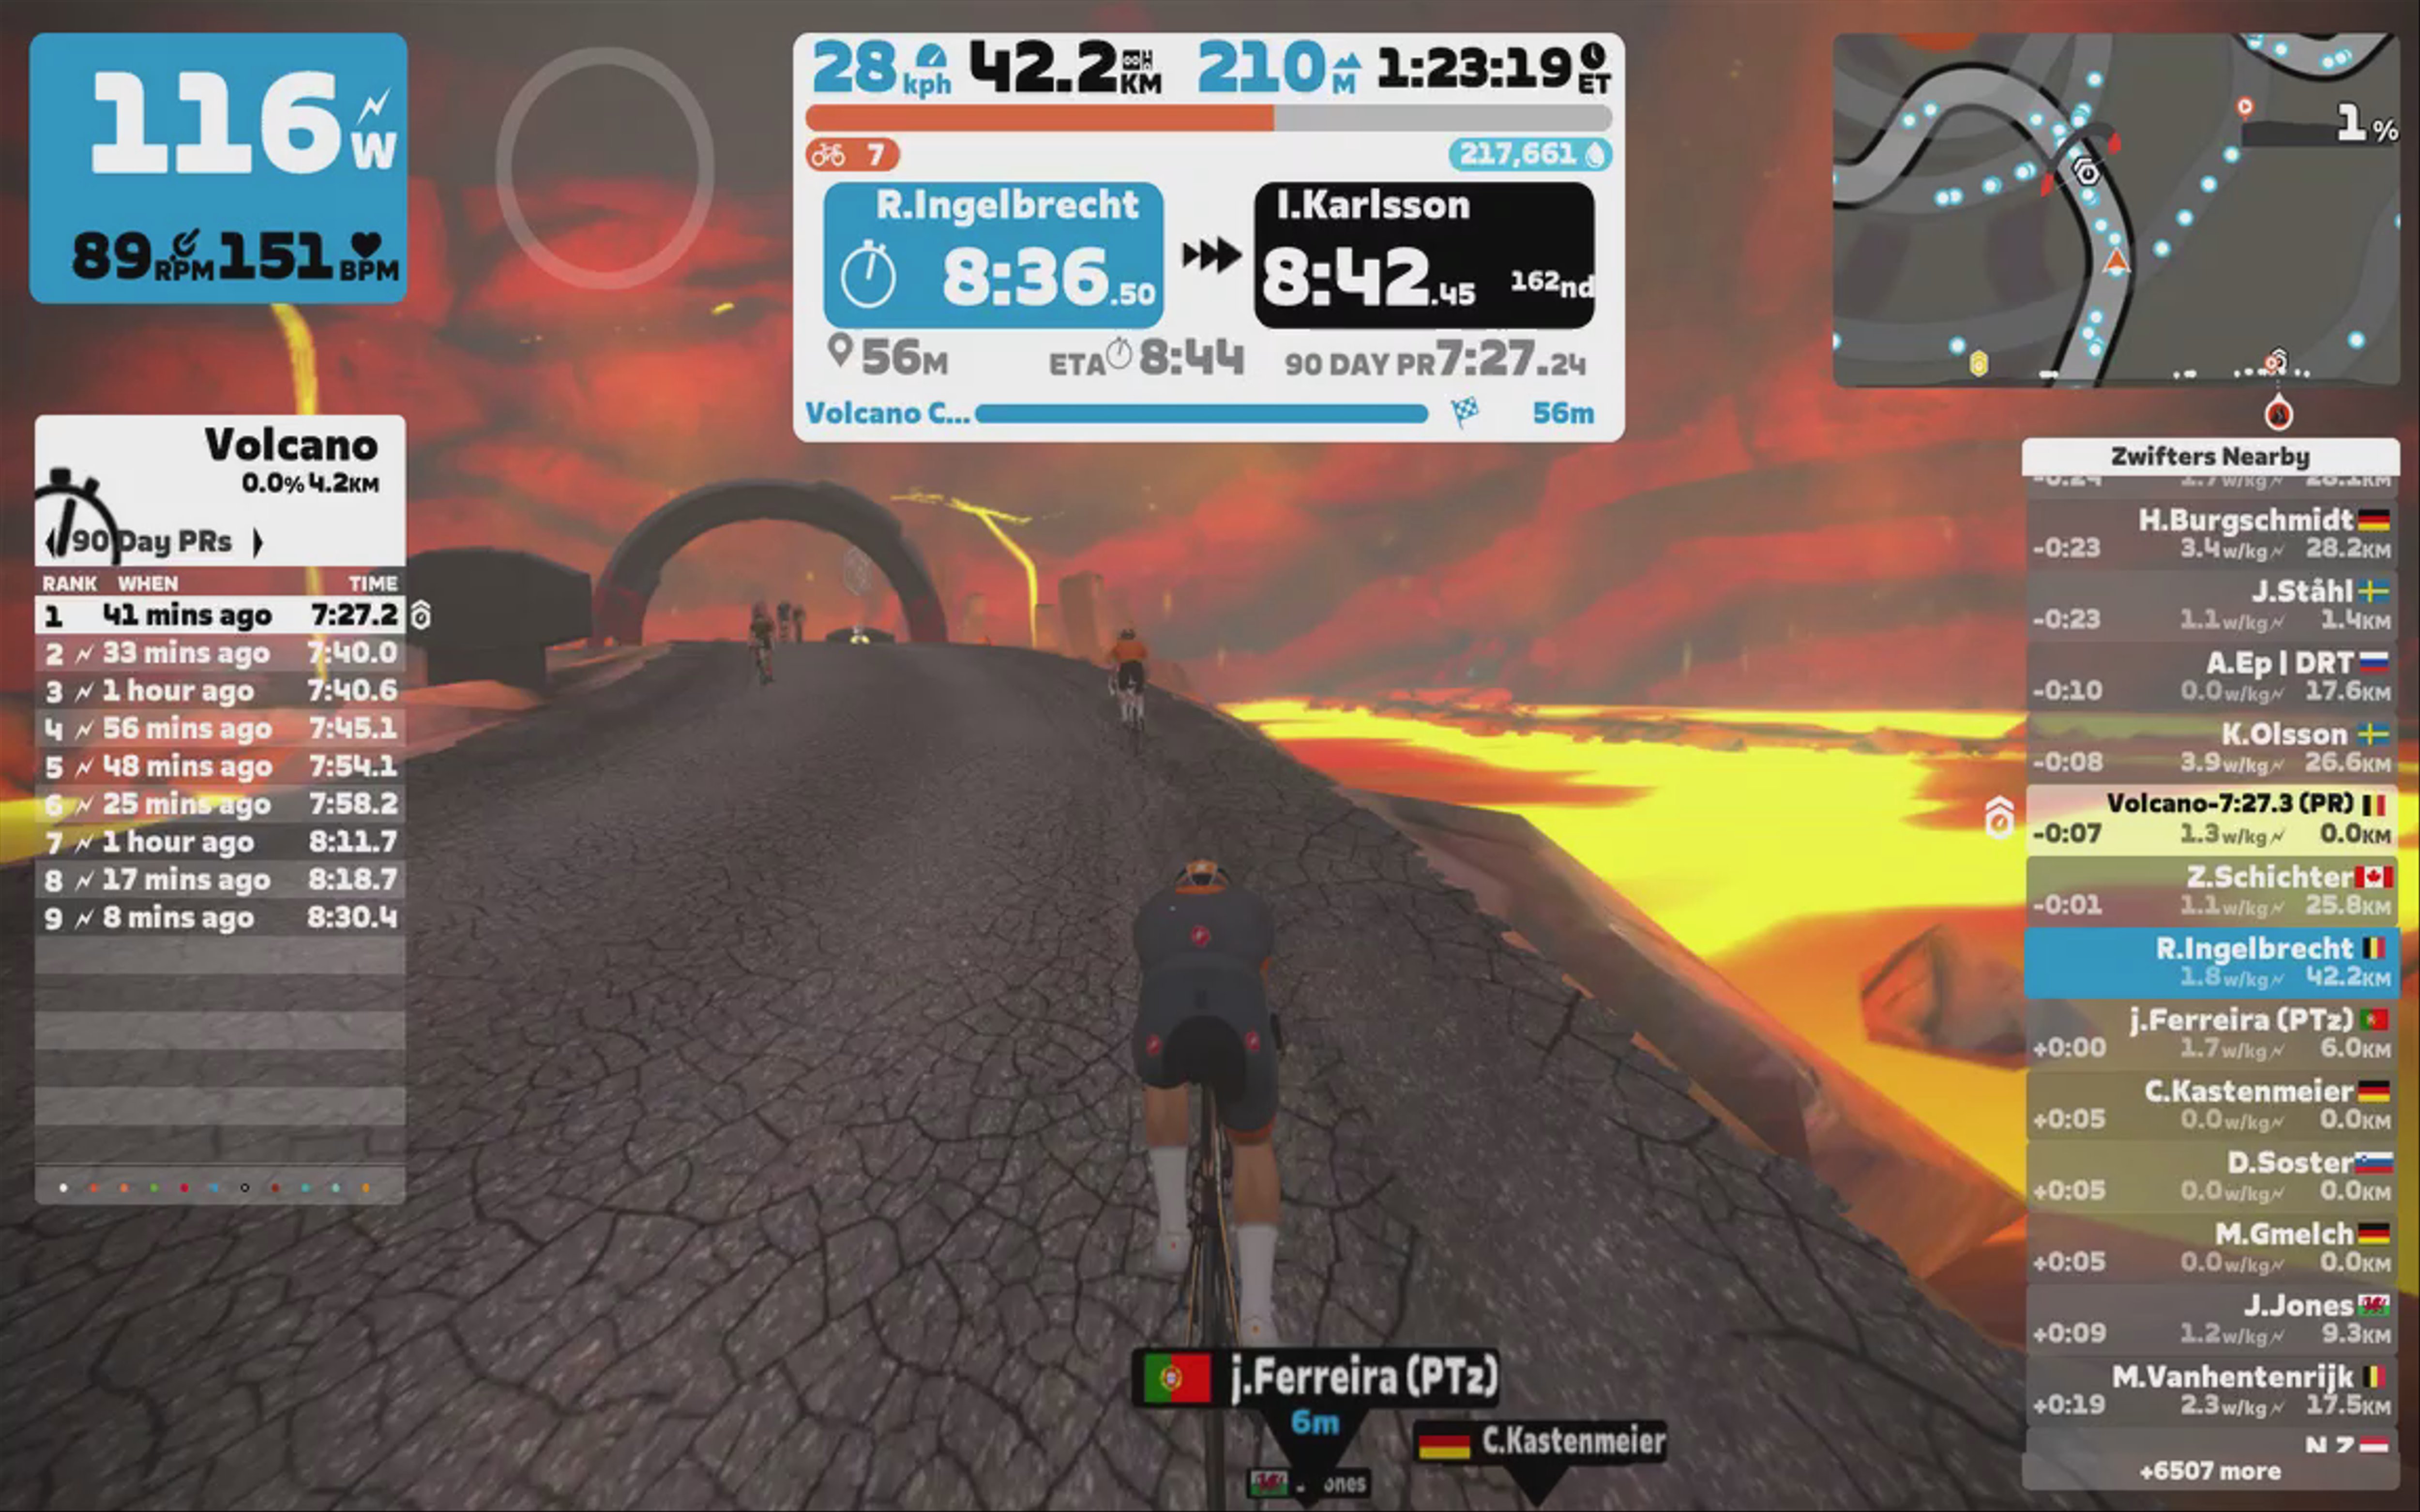 116 W
89 RPM 151 BPM
28 kph 42.2 KM 210 M 1:23:19 ET
7
217,661
R.Ingelbrecht
8:36.50
I.Karlsson
8:42.45 162nd
56M ETA 8:44 90 DAY PR 7:27.24
Volcano C... 56m
1%
Volcano
0.0% 4.2KM
90 Day PRs
RANK WHEN TIME
1 41 mins ago 7:27.2
2 33 mins ago 7:40.0
3 1 hour ago 7:40.6
4 56 mins ago 7:45.1
5 48 mins ago 7:54.1
6 25 mins ago 7:58.2
7 1 hour ago 8:11.7
8 17 mins ago 8:18.7
9 8 mins ago 8:30.4
Zwifters Nearby
-0:24 1.7w/kg 28.1KM
H.Burgschmidt
-0:23 3.4w/kg 28.2KM
J.Ståhl
-0:23 1.1w/kg 1.4KM
A.Ep | DRT
-0:10 0.0w/kg 17.6KM
K.Olsson
-0:08 3.9w/kg 26.6KM
Volcano-7:27.3 (PR)
-0:07 1.3w/kg 0.0KM
Z.Schichter
-0:01 1.1w/kg 25.8KM
R.Ingelbrecht
1.8w/kg 42.2KM
j.Ferreira (PTz)
+0:00 1.7w/kg 6.0KM
C.Kastenmeier
+0:05 0.0w/kg 0.0KM
D.Soster
+0:05 0.0w/kg 0.0KM
M.Gmelch
+0:05 0.0w/kg 0.0KM
J.Jones
+0:09 1.2w/kg 9.3KM
M.Vanhentenrijk
+0:19 2.3w/kg 17.5KM
+6507 more
j.Ferreira (PTz)
6m
C.Kastenmeier